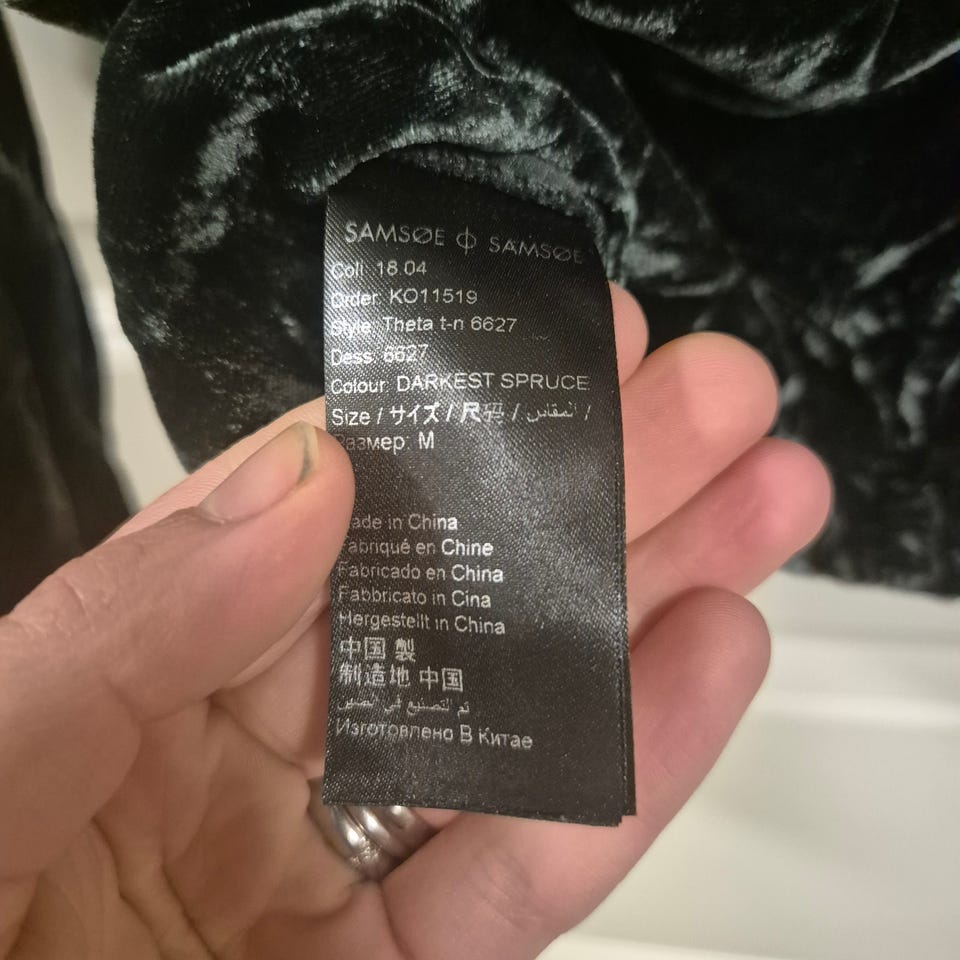 SAMSØE ϕ SAMSØE
Coll. 18.04
Order: KO11519
Style: Theta t-n 6627
Dess: 6627
Colour: DARKEST SPRUCE
Size / サイズ / 尺码 / المقاس /
Размер: M
ade in China
Fabriqué en Chine
Fabricado en China
Fabbricato in Cina
Hergestellt in China
中国 製
制造地 中国
تم التصنيع في الصين
Изготовлено В Китае